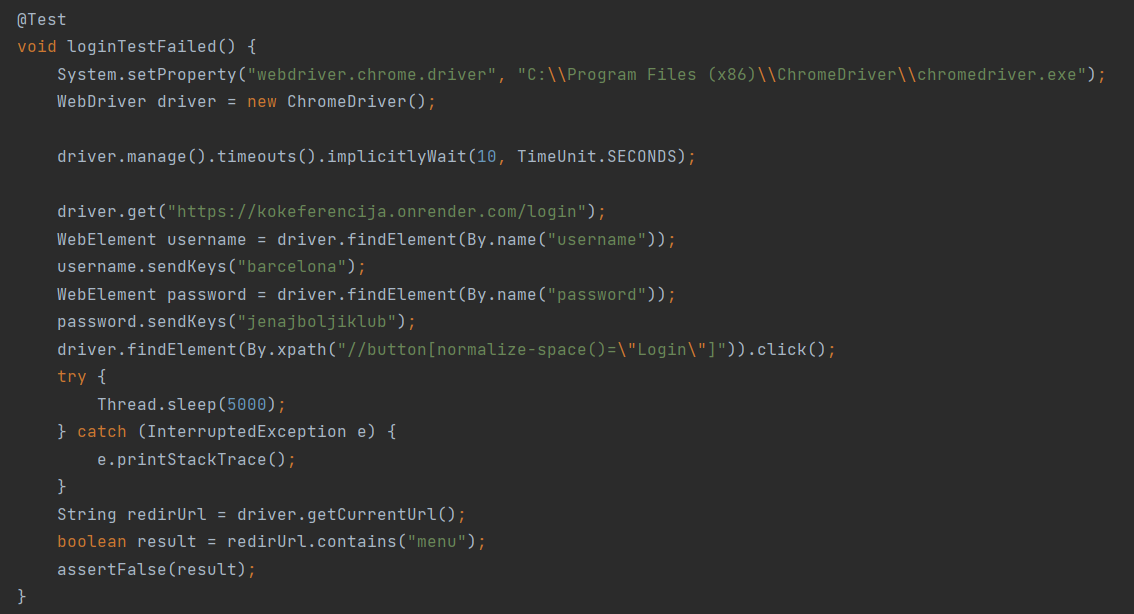 @Test
void loginTestFailed() {
    System.setProperty("webdriver.chrome.driver", "C:\\Program Files (x86)\\ChromeDriver\\chromedriver.exe");
    WebDriver driver = new ChromeDriver();

    driver.manage().timeouts().implicitlyWait(10, TimeUnit.SECONDS);

    driver.get("https://kokeferencija.onrender.com/login");
    WebElement username = driver.findElement(By.name("username"));
    username.sendKeys("barcelona");
    WebElement password = driver.findElement(By.name("password"));
    password.sendKeys("jenajboljiklub");
    driver.findElement(By.xpath("//button[normalize-space()=\"Login\"]")).click();
    try {
        Thread.sleep(5000);
    } catch (InterruptedException e) {
        e.printStackTrace();
    }
    String redirUrl = driver.getCurrentUrl();
    boolean result = redirUrl.contains("menu");
    assertFalse(result);
}